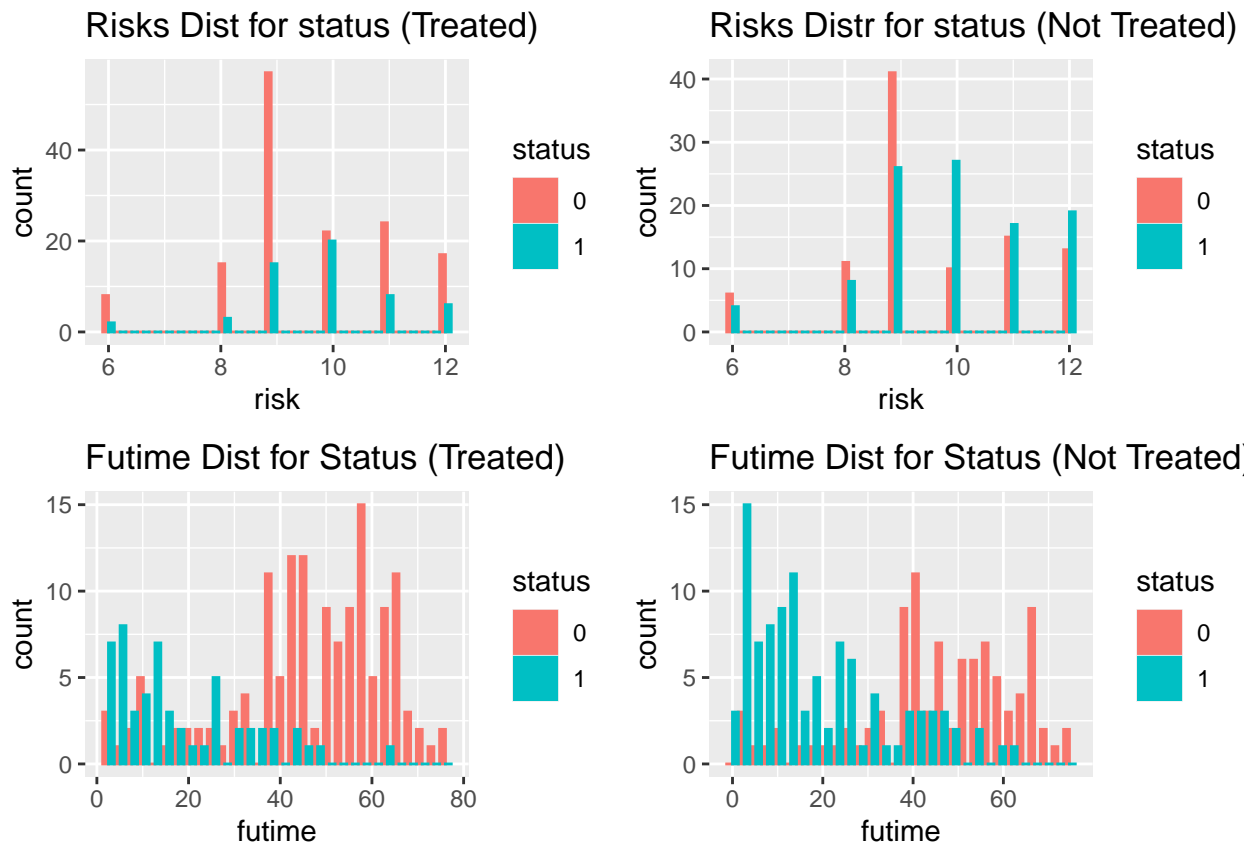 Risks Dist for status (Treated)
count
0
20
40
6
8
10
12
risk
status
0
1
Risks Distr for status (Not Treated)
count
0
10
20
30
40
6
8
10
12
risk
status
0
1
Futime Dist for Status (Treated)
count
0
5
10
15
0
20
40
60
80
futime
status
0
1
Futime Dist for Status (Not Treated)
count
0
5
10
15
0
20
40
60
futime
status
0
1